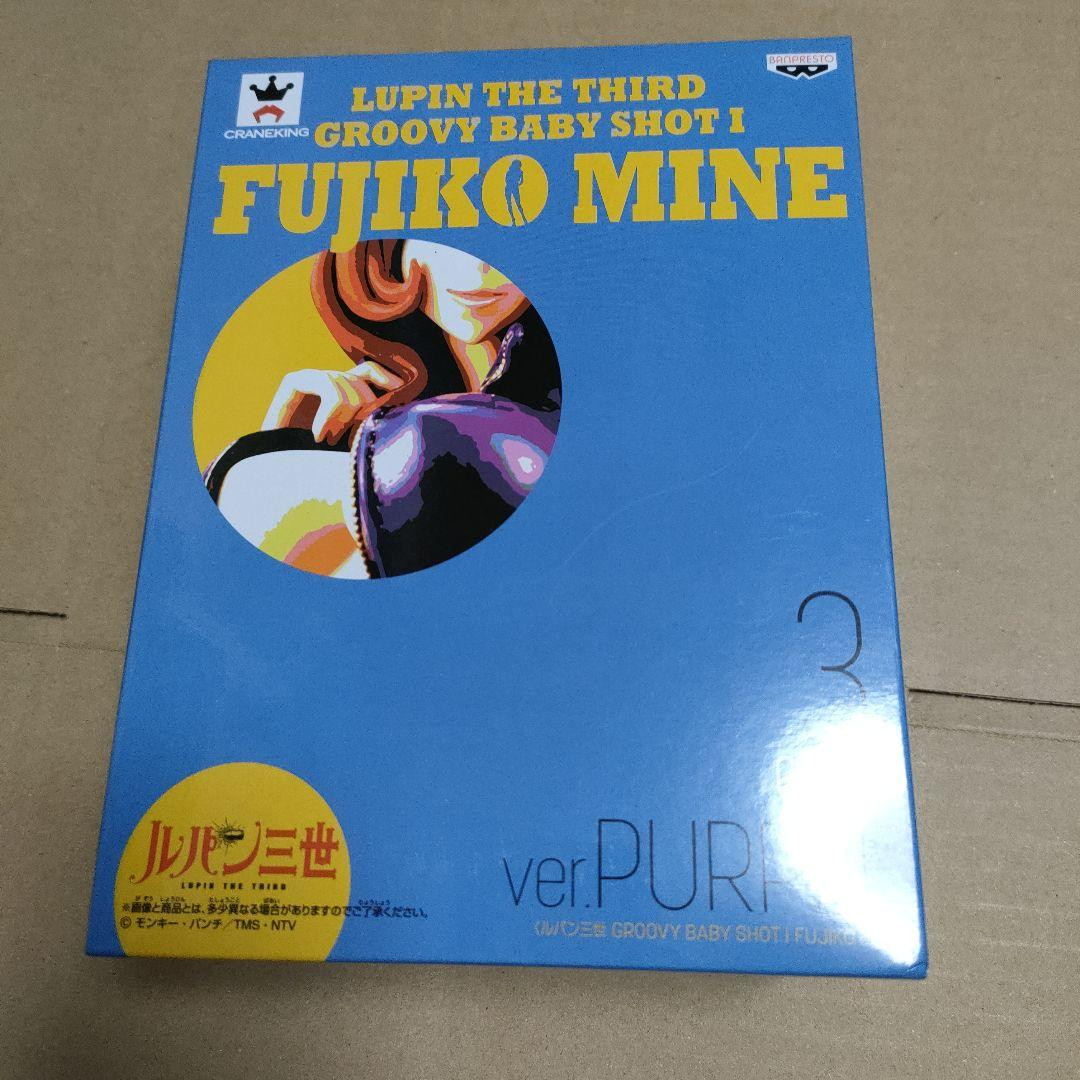 CRANEKING
BANPRESTO
LUPIN THE THIRD
GROOVY BABY SHOT I
FUJIKO MINE
3
ルパン三世
LUPIN THE THIRD
※画像と商品とは、多少異なる場合がありますのでご了承ください。
© モンキー・パンチ/TMS・NTV
ver.
〈ルパン三世 GROOVY BABY SHOT I FUJIKO